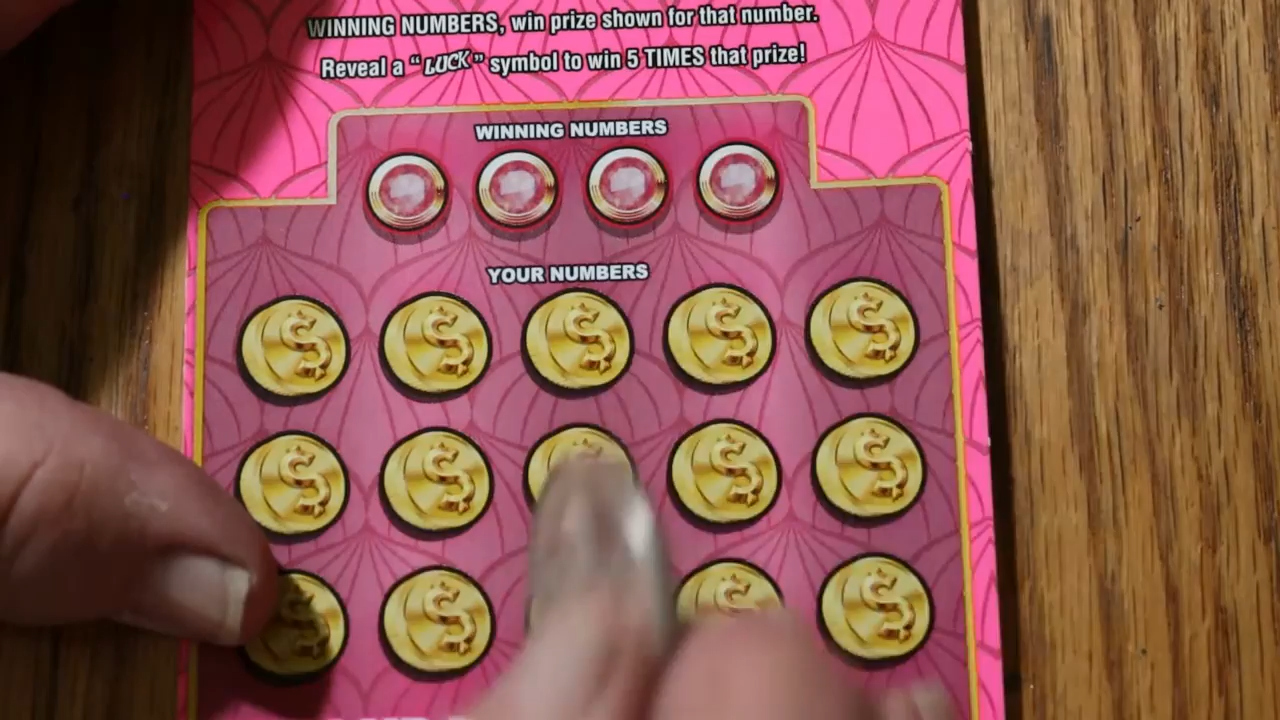 WINNING NUMBERS, win prize shown for that number.
Reveal a "LUCK" symbol to win 5 TIMES that prize!
WINNING NUMBERS
YOUR NUMBERS
$ $ $ $ $
$ $ $ $ $
$ $ $ $